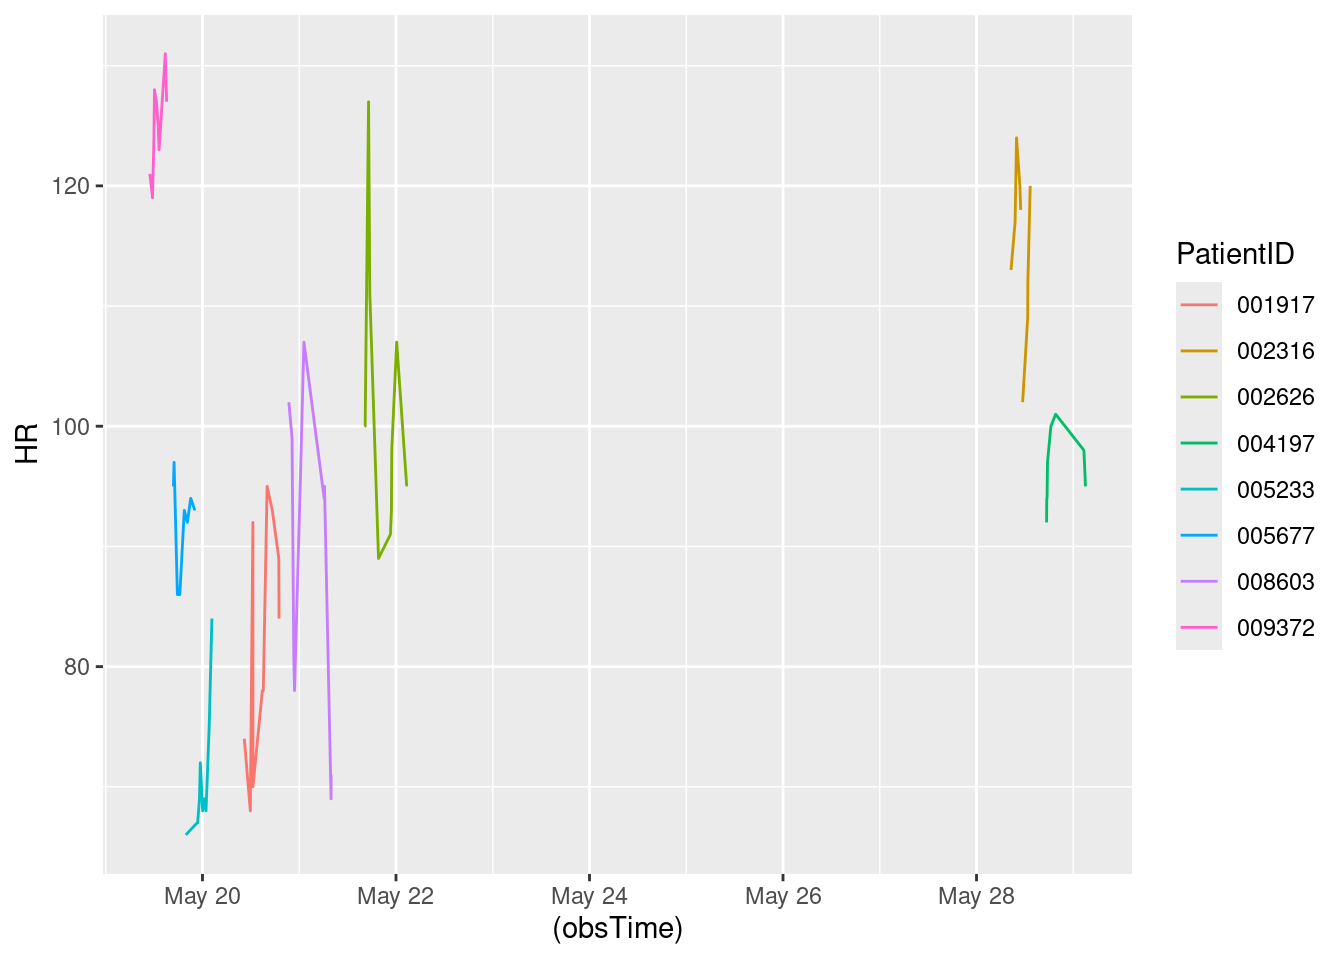 HR
120
100
80
May 20
May 22
May 24
May 26
May 28
(obsTime)
PatientID
001917
002316
002626
004197
005233
005677
008603
009372